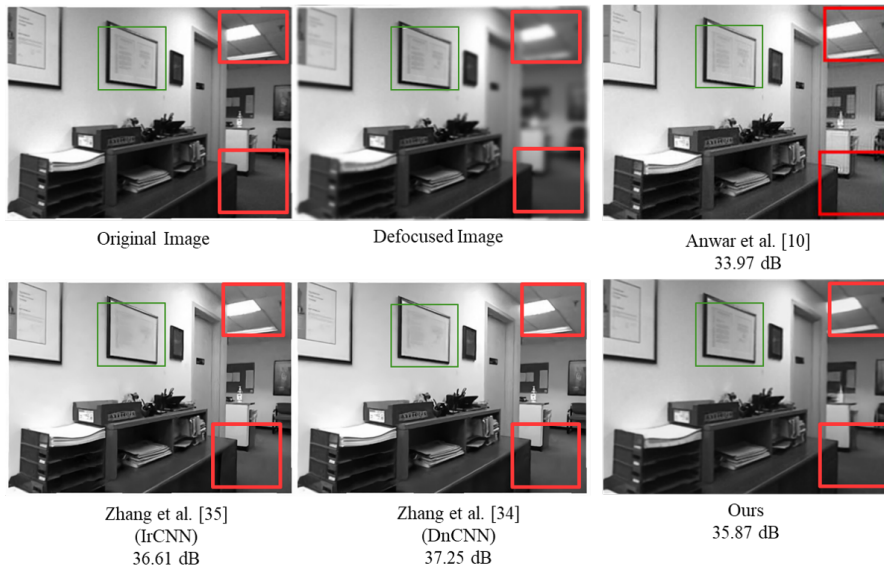 Original Image
Defocused Image
Anwar et al. [10]
33.97 dB
Zhang et al. [35]
(IrCNN)
36.61 dB
Zhang et al. [34]
(DnCNN)
37.25 dB
Ours
35.87 dB